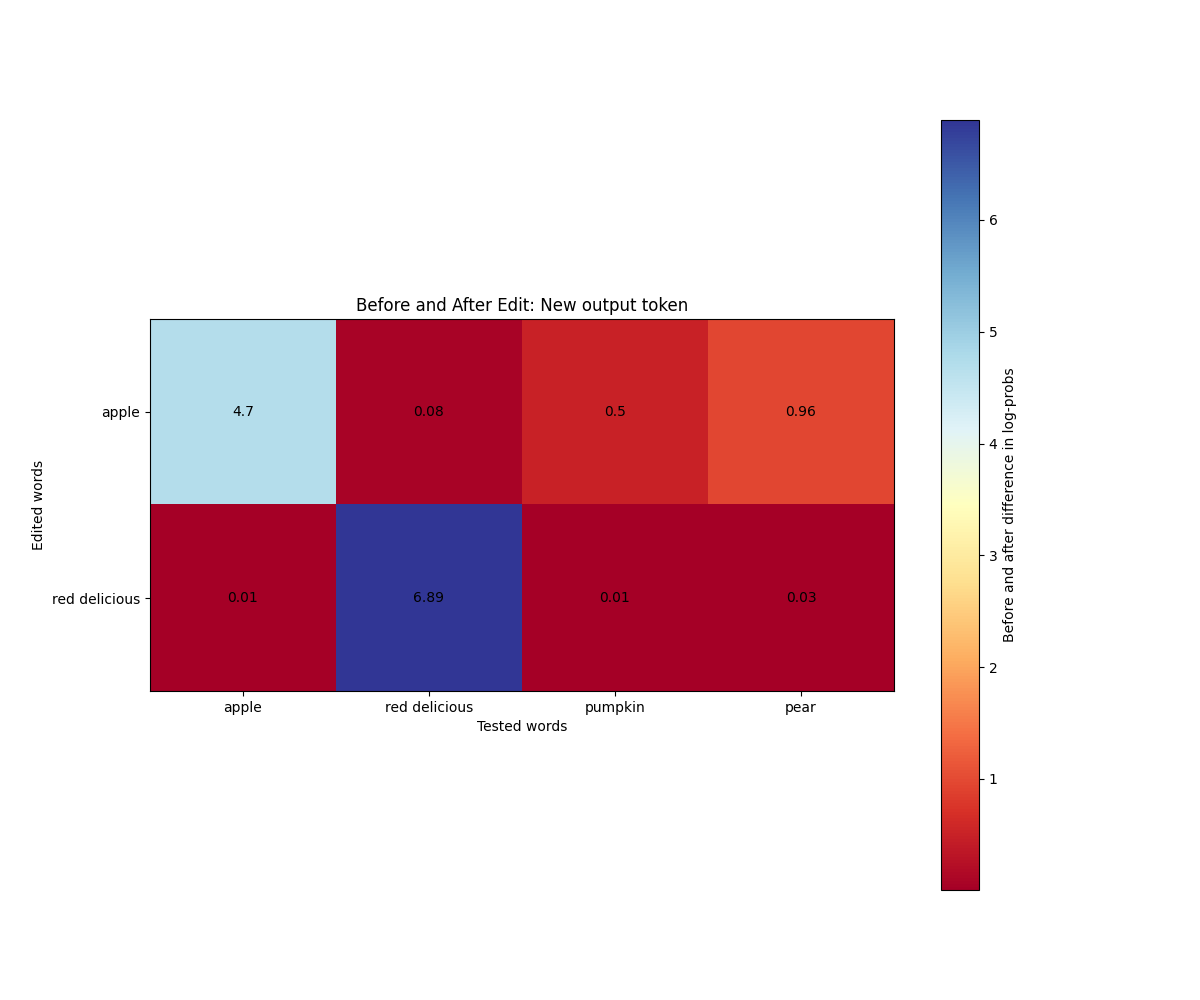 Before and After Edit: New output token
apple
4.7
0.08
0.5
0.96
red delicious
0.01
6.89
0.01
0.03
Edited words
apple
red delicious
pumpkin
pear
Tested words
6
5
4
3
2
1
Before and after difference in log-probs